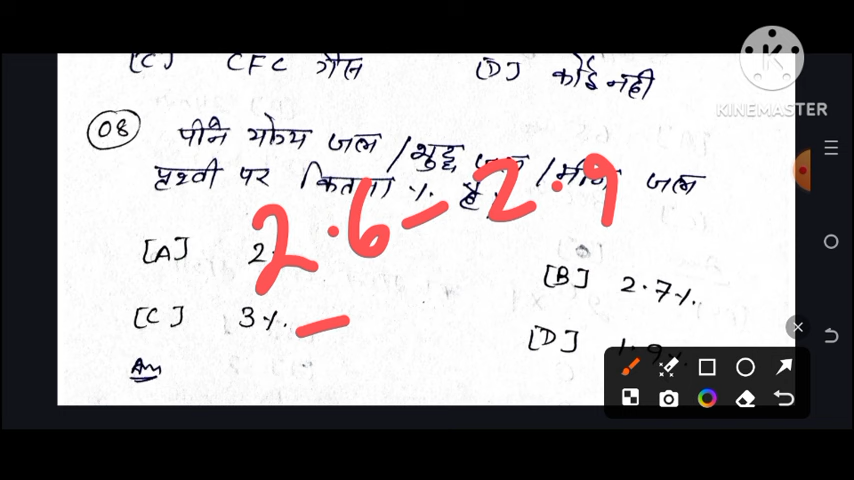 [C] CFC गैस [D] कोई नही
KINEMASTER
08 पीने योग्य जल / शुद्ध जल / मीठा जल
पृथ्वी पर कितना %. है
2.6 - 2.9
[A] 2
[B] 2.7%.
[C] 3%.
[D] 1.9%.
Ans